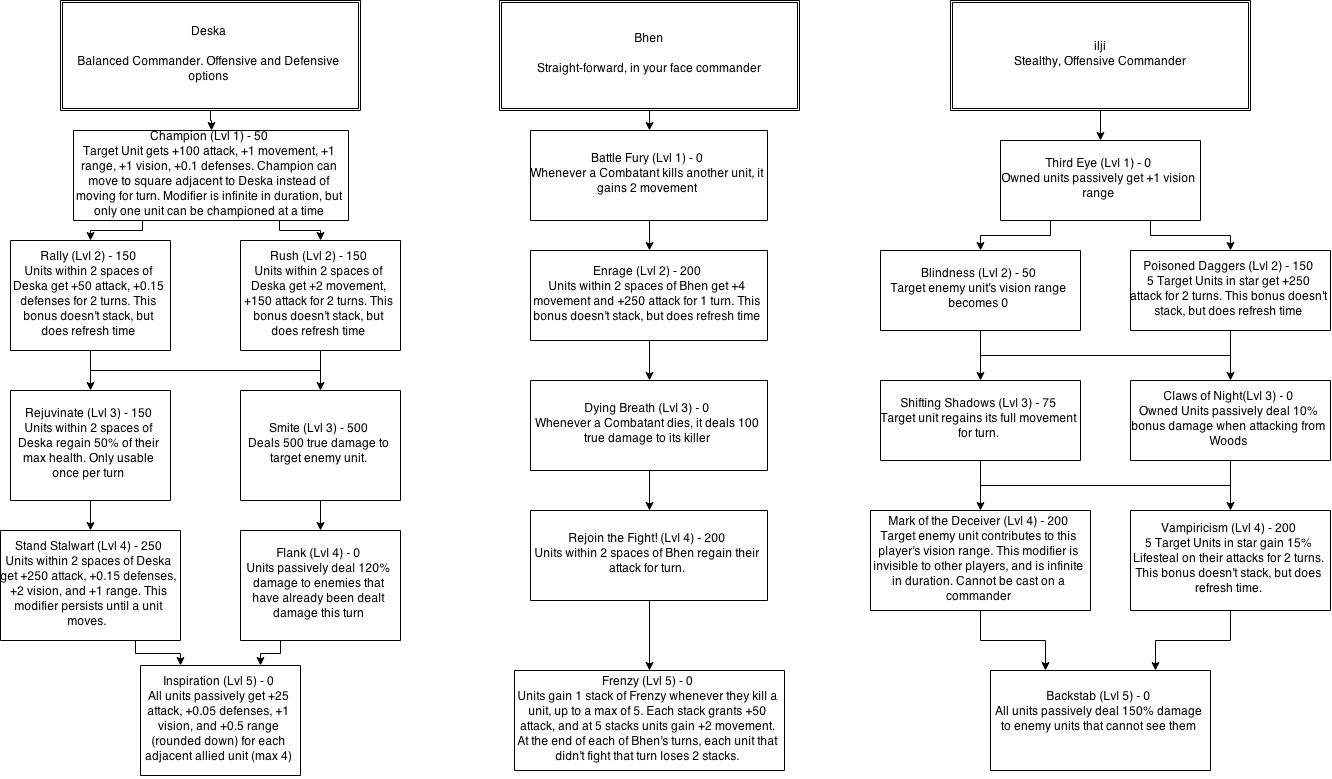 Deska
Balanced Commander. Offensive and Defensive
options
Champion (Lvl 1) - 50
Target Unit gets +100 attack, +1 movement, +1
range, +1 vision, +0.1 defenses. Champion can
move to square adjacent to Deska instead of
moving for turn. Modifier is infinite in duration, but
only one unit can be championed at a time
Rally (Lvl 2) - 150
Units within 2 spaces of
Deska get +50 attack, +0.15
defenses for 2 turns. This
bonus doesn't stack, but
does refresh time
Rush (Lvl 2) - 150
Units within 2 spaces of
Deska get +2 movement,
+150 attack for 2 turns. This
bonus doesn't stack, but
does refresh time
Rejuvinate (Lvl 3) - 150
Units within 2 spaces of
Deska regain 50% of their
max health. Only usable
once per turn
Smite (Lvl 3) - 500
Deals 500 true damage to
target enemy unit.
Stand Stalwart (Lvl 4) - 250
Units within 2 spaces of Deska
get +250 attack, +0.15 defenses,
+2 vision, and +1 range. This
modifier persists until a unit
moves.
Flank (Lvl 4) - 0
Units passively deal 120%
damage to enemies that
have already been dealt
damage this turn
Inspiration (Lvl 5) - 0
All units passively get +25
attack, +0.05 defenses, +1
vision, and +0.5 range
(rounded down) for each
adjacent allied unit (max 4)
Bhen
Straight-forward, in your face commander
Battle Fury (Lvl 1) - 0
Whenever a Combatant kills another unit, it
gains 2 movement
Enrage (Lvl 2) - 200
Units within 2 spaces of Bhen get +4
movement and +250 attack for 1 turn. This
bonus doesn't stack, but does refresh time
Dying Breath (Lvl 3) - 0
Whenever a Combatant dies, it deals 100
true damage to its killer
Rejoin the Fight! (Lvl 4) - 200
Units within 2 spaces of Bhen regain their
attack for turn.
Frenzy (Lvl 5) - 0
Units gain 1 stack of Frenzy whenever they kill a
unit, up to a max of 5. Each stack grants +50
attack, and at 5 stacks units gain +2 movement.
At the end of each of Bhen's turns, each unit that
didn't fight that turn loses 2 stacks.
ilji
Stealthy, Offensive Commander
Third Eye (Lvl 1) - 0
Owned units passively get +1 vision
range
Blindness (Lvl 2) - 50
Target enemy unit's vision range
becomes 0
Poisoned Daggers (Lvl 2) - 150
5 Target Units in star get +250
attack for 2 turns. This bonus doesn't
stack, but does refresh time
Shifting Shadows (Lvl 3) - 75
Target unit regains its full movement
for turn.
Claws of Night(Lvl 3) - 0
Owned Units passively deal 10%
bonus damage when attacking from
Woods
Mark of the Deceiver (Lvl 4) - 200
Target enemy unit contributes to this
player's vision range. This modifier is
invisible to other players, and is infinite
in duration. Cannot be cast on a
commander
Vampiricism (Lvl 4) - 200
5 Target Units in star gain 15%
Lifesteal on their attacks for 2 turns.
This bonus doesn't stack, but does
refresh time.
Backstab (Lvl 5) - 0
All units passively deal 150% damage
to enemy units that cannot see them